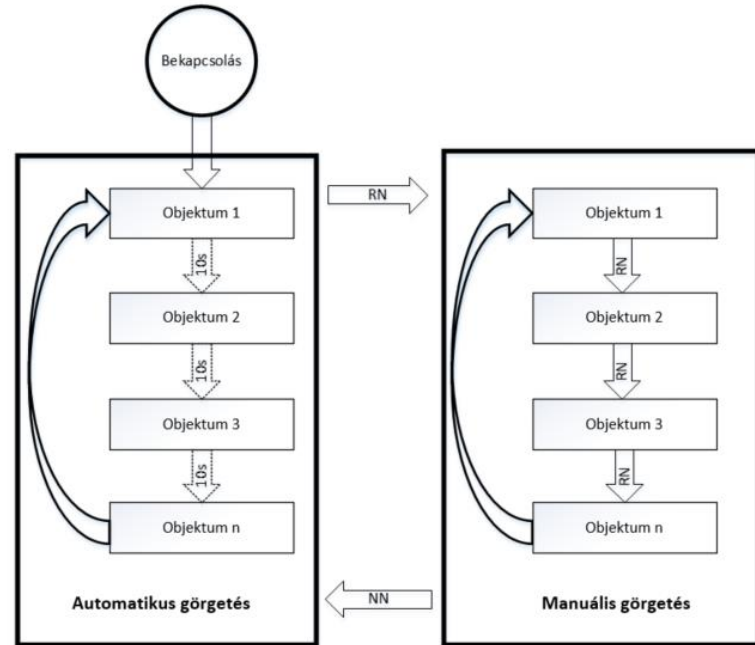 Bekapcsolás
Objektum 1
10s
Objektum 2
10s
Objektum 3
10s
Objektum n
Automatikus görgetés
RN
NN
Objektum 1
RN
Objektum 2
RN
Objektum 3
RN
Objektum n
Manuális görgetés